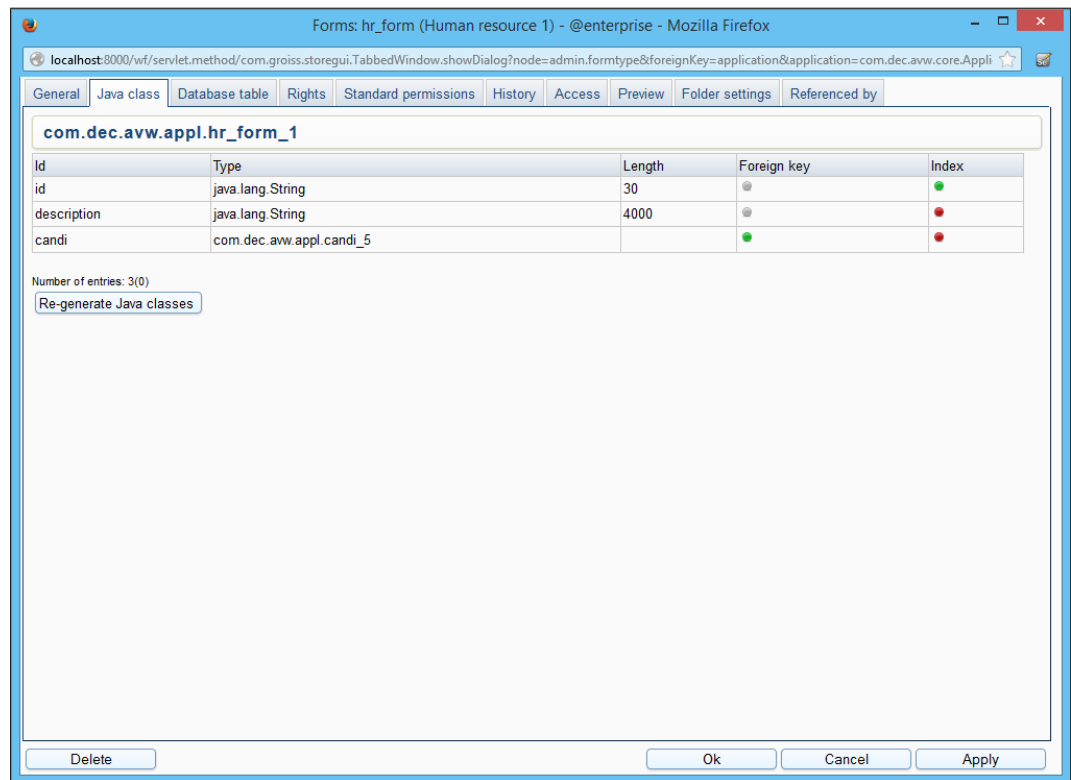 Forms: hr_form (Human resource 1) - @enterprise - Mozilla Firefox
localhost:8000/wf/servlet.method/com.groiss.storegui.TabbedWindow.showDialog?node=admin.formtype&foreignKey=application&application=com.dec.avw.core.Appli
General Java class Database table Rights Standard permissions History Access Preview Folder settings Referenced by
com.dec.avw.appl.hr_form_1
Id Type Length Foreign key Index
id java.lang.String 30
description java.lang.String 4000
candi com.dec.avw.appl.candi_5
Number of entries: 3(0)
Re-generate Java classes
Delete Ok Cancel Apply